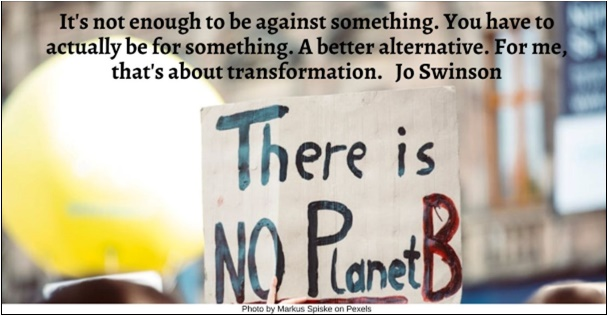 It's not enough to be against something. You have to
actually be for something. A better alternative. For me,
that's about transformation. Jo Swinson
There is
NO Planet B
Photo by Markus Spiske on Pexels